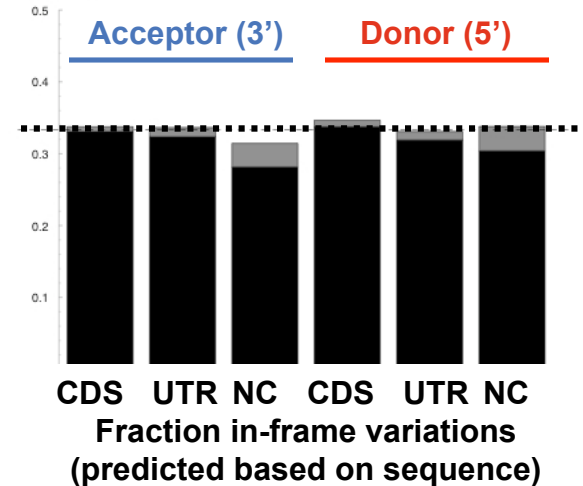 0.5
Acceptor (3’) Donor (5’)
0.4
0.3
0.2
0.1
CDS UTR NC CDS UTR NC
Fraction in-frame variations
(predicted based on sequence)